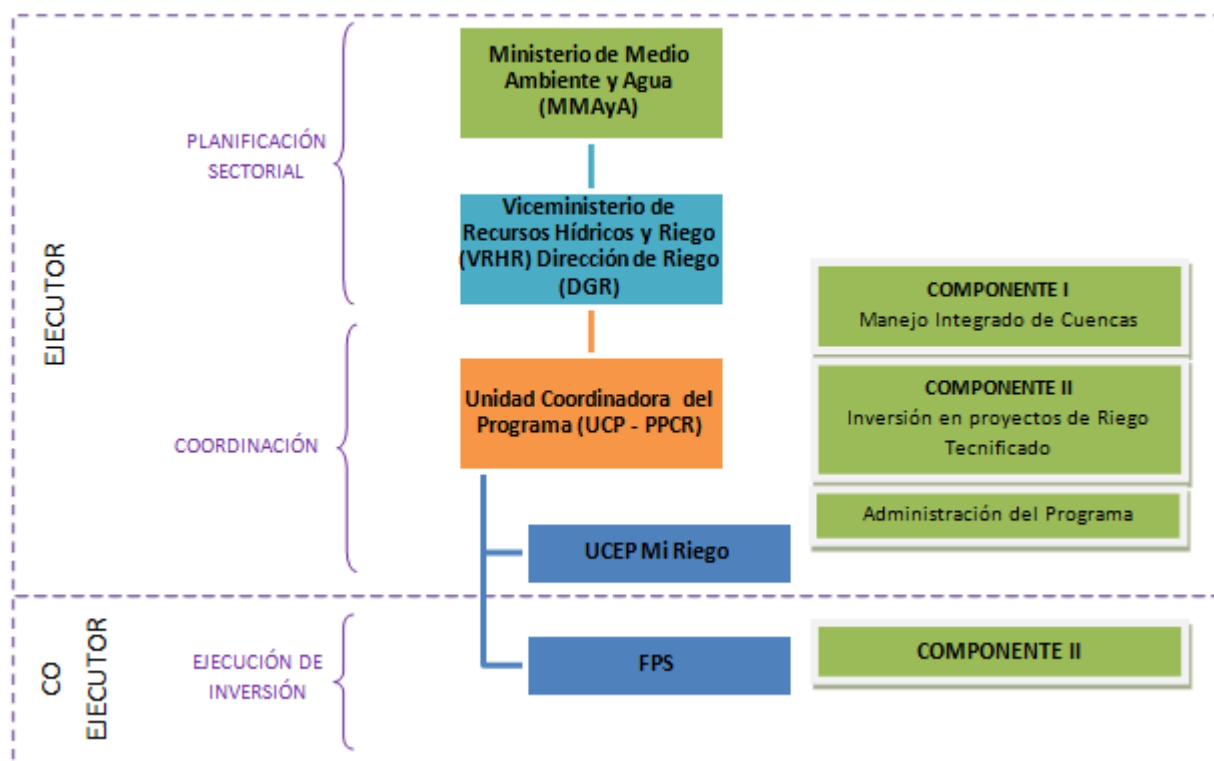 Ministerio de Medio
Ambiente y Agua
(MMAyA)
PLANIFICACIÓN
SECTORIAL
Viceministerio de
Recursos Hídricos y Riego
(VRHR) Dirección de Riego
(DGR)
EJECUTOR
COMPONENTE I
Manejo Integrado de Cuencas
COORDINACIÓN
Unidad Coordinadora del
Programa (UCP - PPCR)
COMPONENTE II
Inversión en proyectos de Riego
Tecnificado
Administración del Programa
UCEP Mi Riego
CO
EJECUTOR
EJECUCIÓN DE
INVERSIÓN
FPS
COMPONENTE II